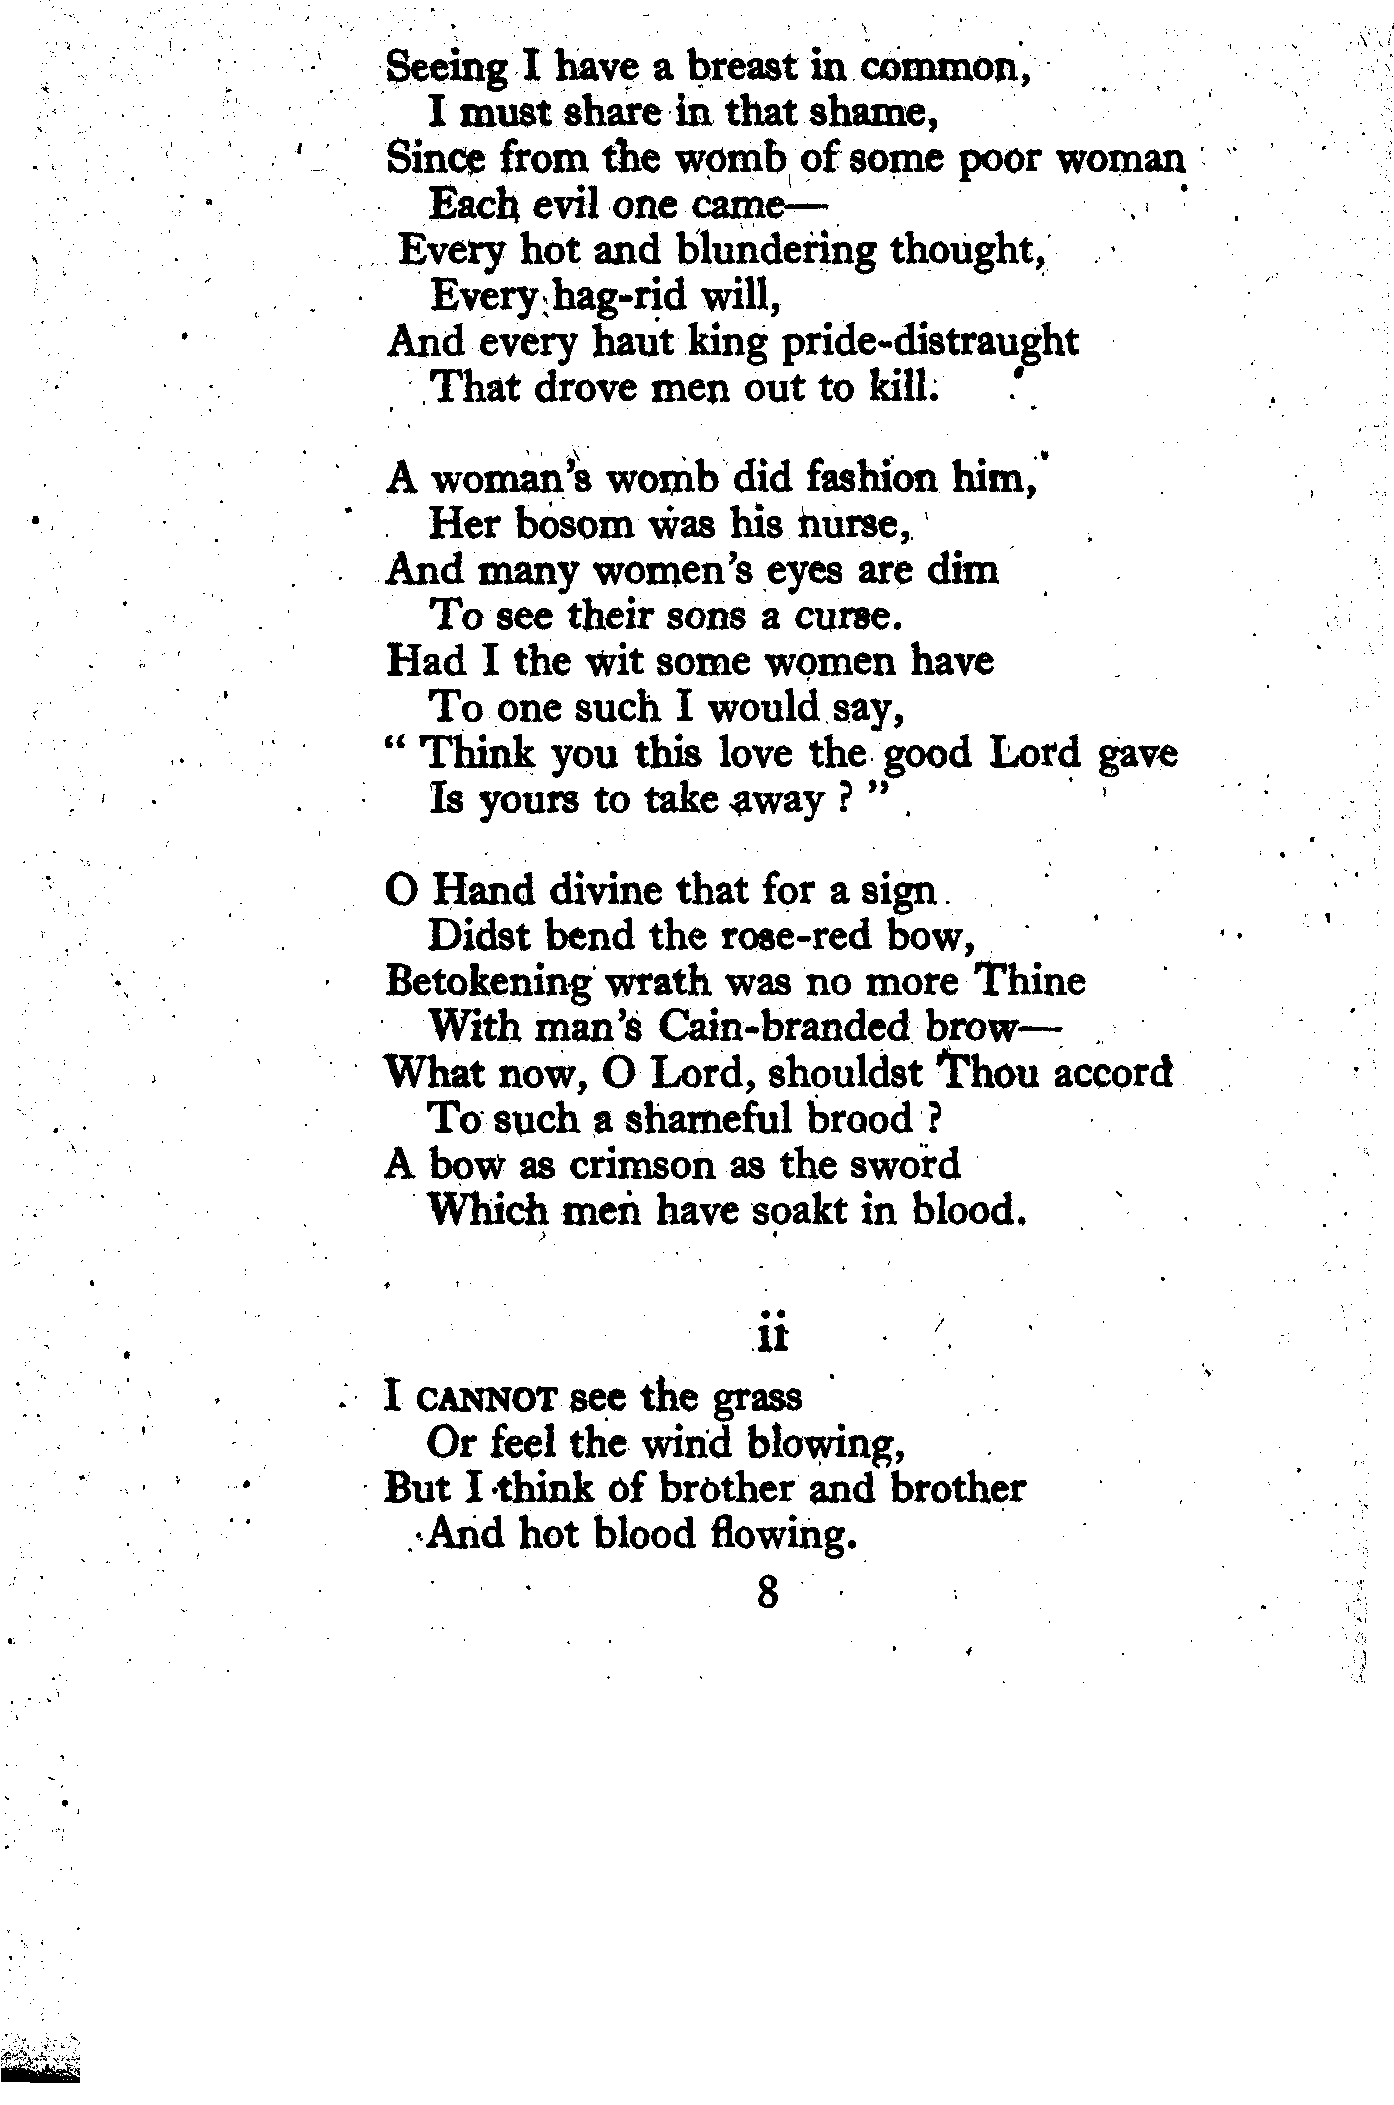 Seeing I have a breast in common,
I must share in that shame,
Since from the womb of some poor woman
Each evil one came—
Every hot and blundering thought,
Every hag-rid will,
And every haut king pride-distraught
That drove men out to kill.
A woman's womb did fashion him,
Her bosom was his nurse,
And many women's eyes are dim
To see their sons a curse.
Had I the wit some women have
To one such I would say,
“ Think you this love the good Lord gave
Is yours to take away ? ”
O Hand divine that for a sign
Didst bend the rose-red bow,
Betokening wrath was no more Thine
With man's Cain-branded brow—
What now, O Lord, shouldst Thou accord
To such a shameful brood ?
A bow as crimson as the sword
Which men have soakt in blood.
ii
I CANNOT see the grass
Or feel the wind blowing,
But I think of brother and brother
And hot blood flowing.
8